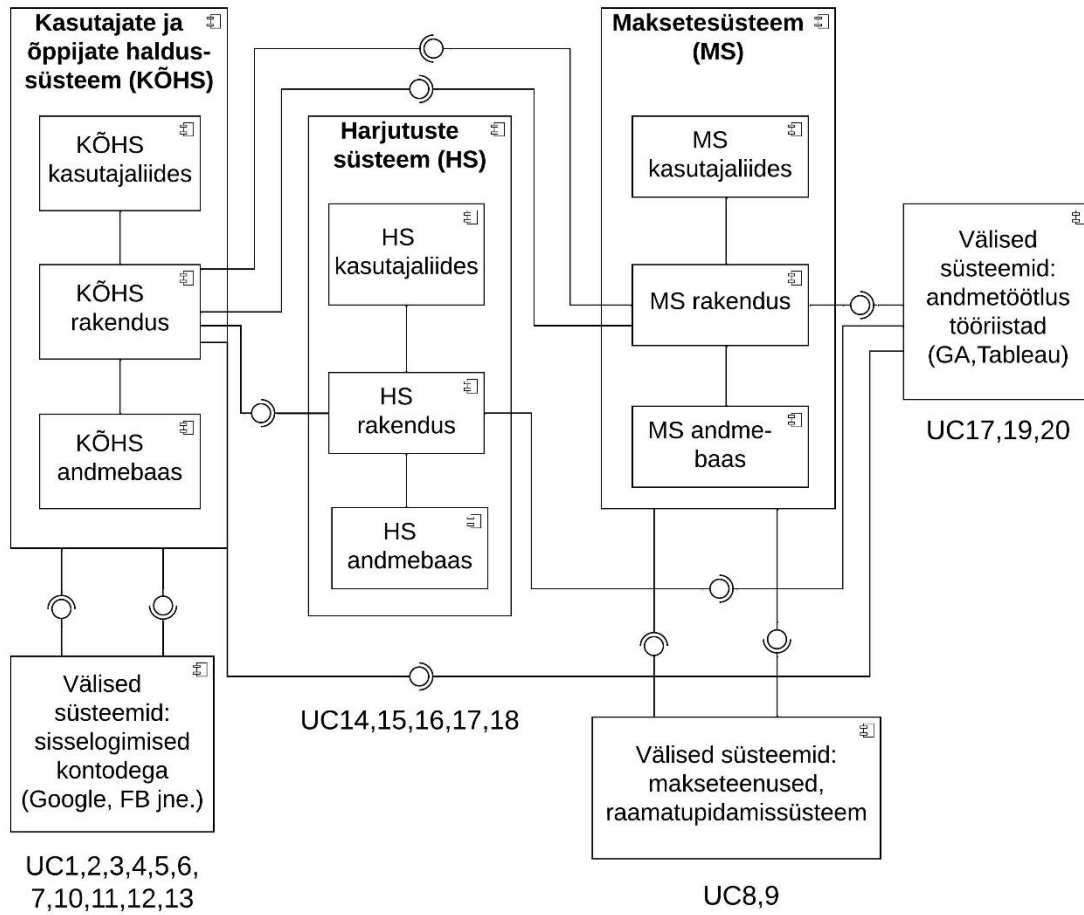 Kasutajate ja
õppijate haldus-
süsteem (KÕHS)
KÕHS
kasutajaliides
KÕHS
rakendus
KÕHS
andmebaas
Harjutuste
süsteem (HS)
HS
kasutajaliides
HS
rakendus
HS
andmebaas
Maksetesüsteem
(MS)
MS
kasutajaliides
MS rakendus
MS andme-
baas
Välised
süsteemid:
andmetöötlus
tööriistad
(GA,Tableau)
UC17,19,20
Välised
süsteemid:
sisselogimised
kontodega
(Google, FB jne.)
UC1,2,3,4,5,6,
7,10,11,12,13
UC14,15,16,17,18
Välised süsteemid:
makseteenused,
raamatupidamissüsteem
UC8,9